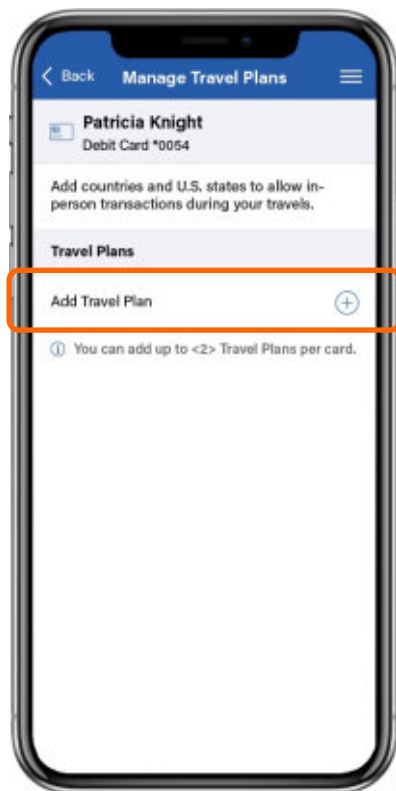 Back Manage Travel Plans
Patricia Knight
Debit Card *0054
Add countries and U.S. states to allow in-
person transactions during your travels.
Travel Plans
Add Travel Plan
You can add up to <2> Travel Plans per card.